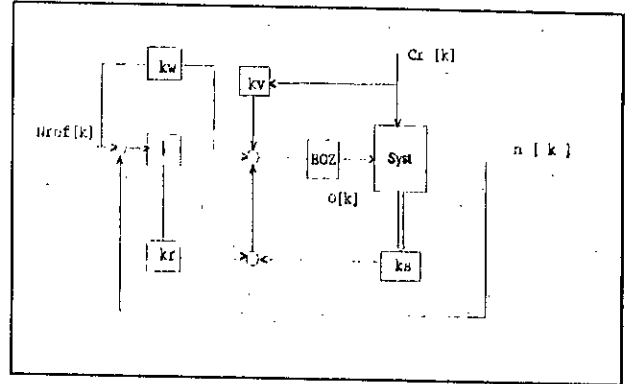 Cr [k]
kw
kv
Nref[k]
BOZ
Syst
n [ k ]
O[k]
kr
ks